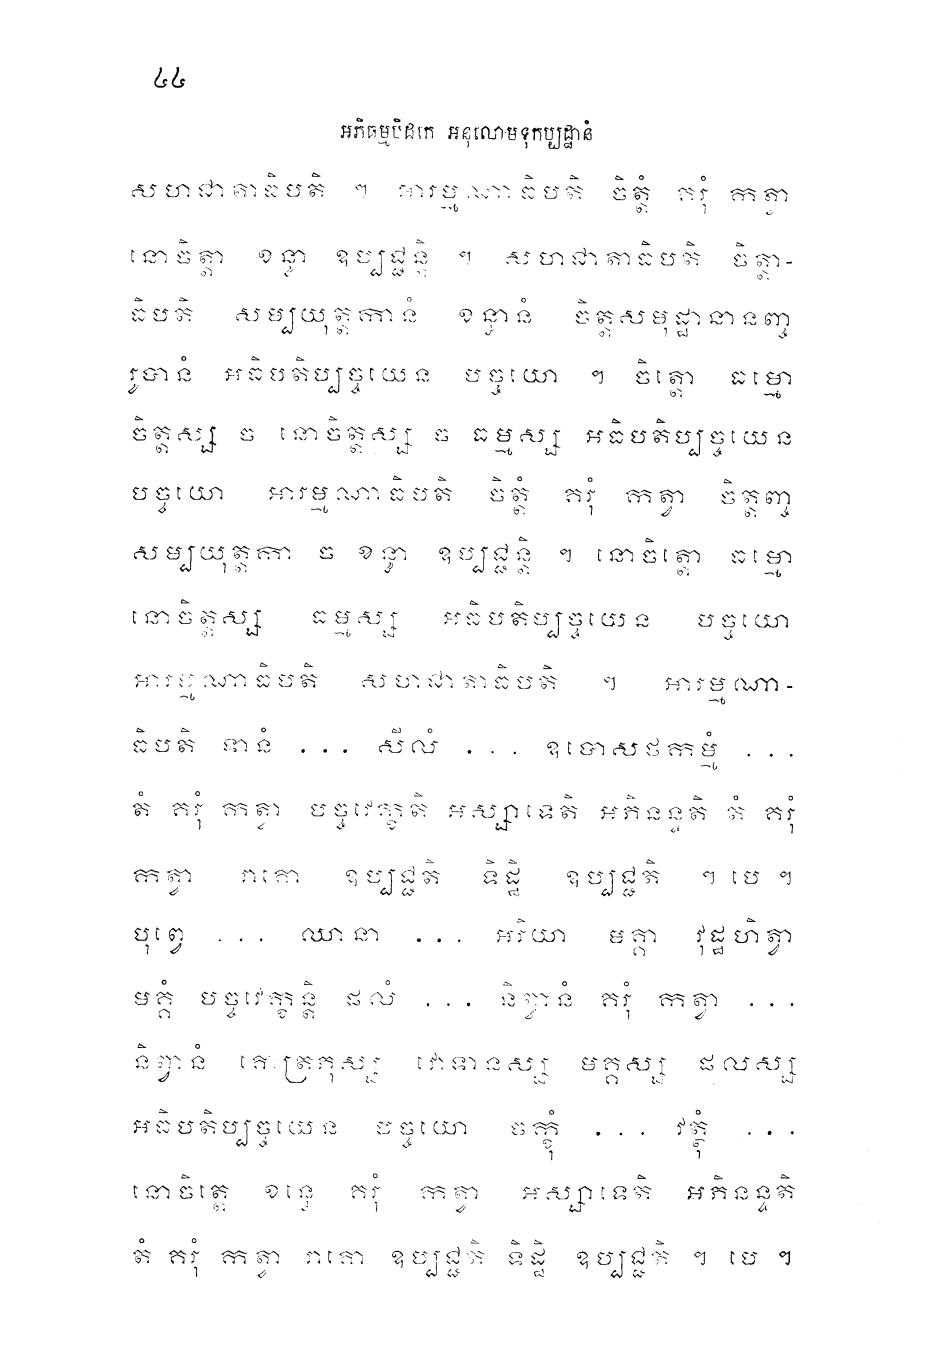 ៤៤
អភិធម្មបិដកេ អនុលោមទុកប្បដ្ឋានំ
សហជាតាធិបតិ ។ អារម្មណាធិបតិ ចិត្តំ គរុំ កត្វា
នោចិត្តា ខន្ធា ឧប្បជ្ជន្តិ ។ សហជាតាធិបតិ ចិត្តា-
ធិបតិ សម្បយុត្តកានំ ខន្ធានំ ចិត្តសមុដ្ឋានានញ្ច
រូបានំ អធិបតិប្បច្ចយេន បច្ចយោ ។ ចិត្តោ ធម្មោ
ចិត្តស្ស ច នោចិត្តស្ស ច ធម្មស្ស អធិបតិប្បច្ចយេន
បច្ចយោ អារម្មណាធិបតិ ចិត្តំ គរុំ កត្វា ចិត្តញ្ច
សម្បយុត្តកា ច ខន្ធា ឧប្បជ្ជន្តិ ។ នោចិត្តោ ធម្មោ
នោចិត្តស្ស ធម្មស្ស អធិបតិប្បច្ចយេន បច្ចយោ
អារម្មណាធិបតិ សហជាតាធិបតិ ។ អារម្មណា-
ធិបតិ ទានំ ... សីលំ ... ឧបោសថកម្មំ ...
តំ គរុំ កត្វា បច្ចវេក្ខតិ អស្សាទេតិ អភិនន្ទតិ តំ គរុំ
កត្វា រាគោ ឧប្បជ្ជតិ ទិដ្ឋិ ឧប្បជ្ជតិ ។ បេ ។
បុព្វេ ... ឈានា ... អរិយា មគ្គា វុដ្ឋហិត្វា
មគ្គំ បច្ចវេក្ខន្តិ ផលំ ... និព្វានំ គរុំ កត្វា ...
និព្វានំ គោត្រភុស្ស វោទានស្ស មគ្គស្ស ផលស្ស
អធិបតិប្បច្ចយេន បច្ចយោ ចក្ខុំ ... វត្ថុំ ...
នោចិត្តេ ខន្ធេ គរុំ កត្វា អស្សាទេតិ អភិនន្ទតិ
តំ គរុំ កត្វា រាគោ ឧប្បជ្ជតិ ទិដ្ឋិ ឧប្បជ្ជតិ ។ បេ ។